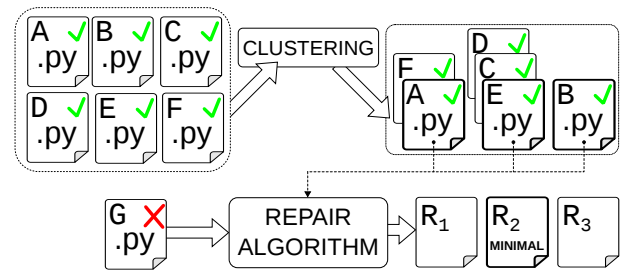 A B C
.py .py .py
D E F
.py .py .py
CLUSTERING
D
F C
A E B
.py .py .py
G
.py
REPAIR
ALGORITHM
R1 R2 R3
MINIMAL